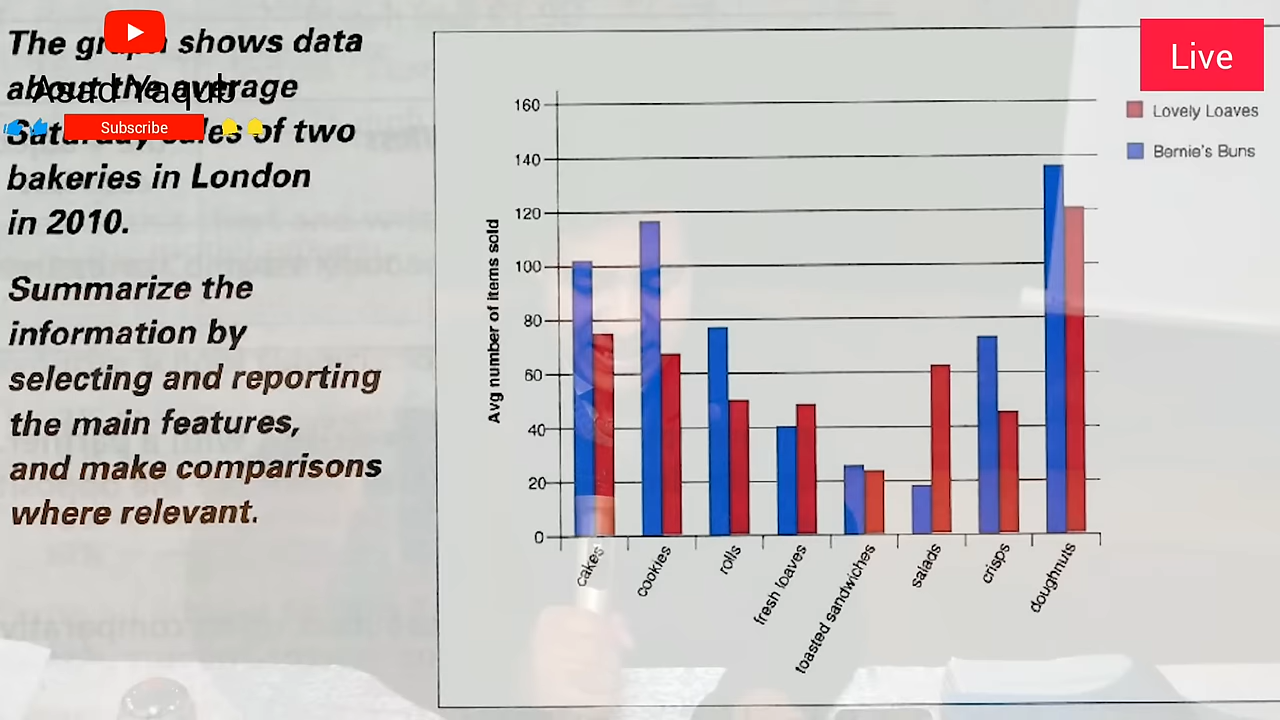 The graph shows data
about the average
Asad Yaqub
Subscribe
Saturday sales of two
bakeries in London
in 2010.
Summarize the
information by
selecting and reporting
the main features,
and make comparisons
where relevant.
Live
Lovely Loaves
Bernie's Buns
Avg number of items sold
160
140
120
100
80
60
40
20
0
cakes
cookies
rolls
fresh loaves
toasted sandwiches
salads
crisps
doughnuts